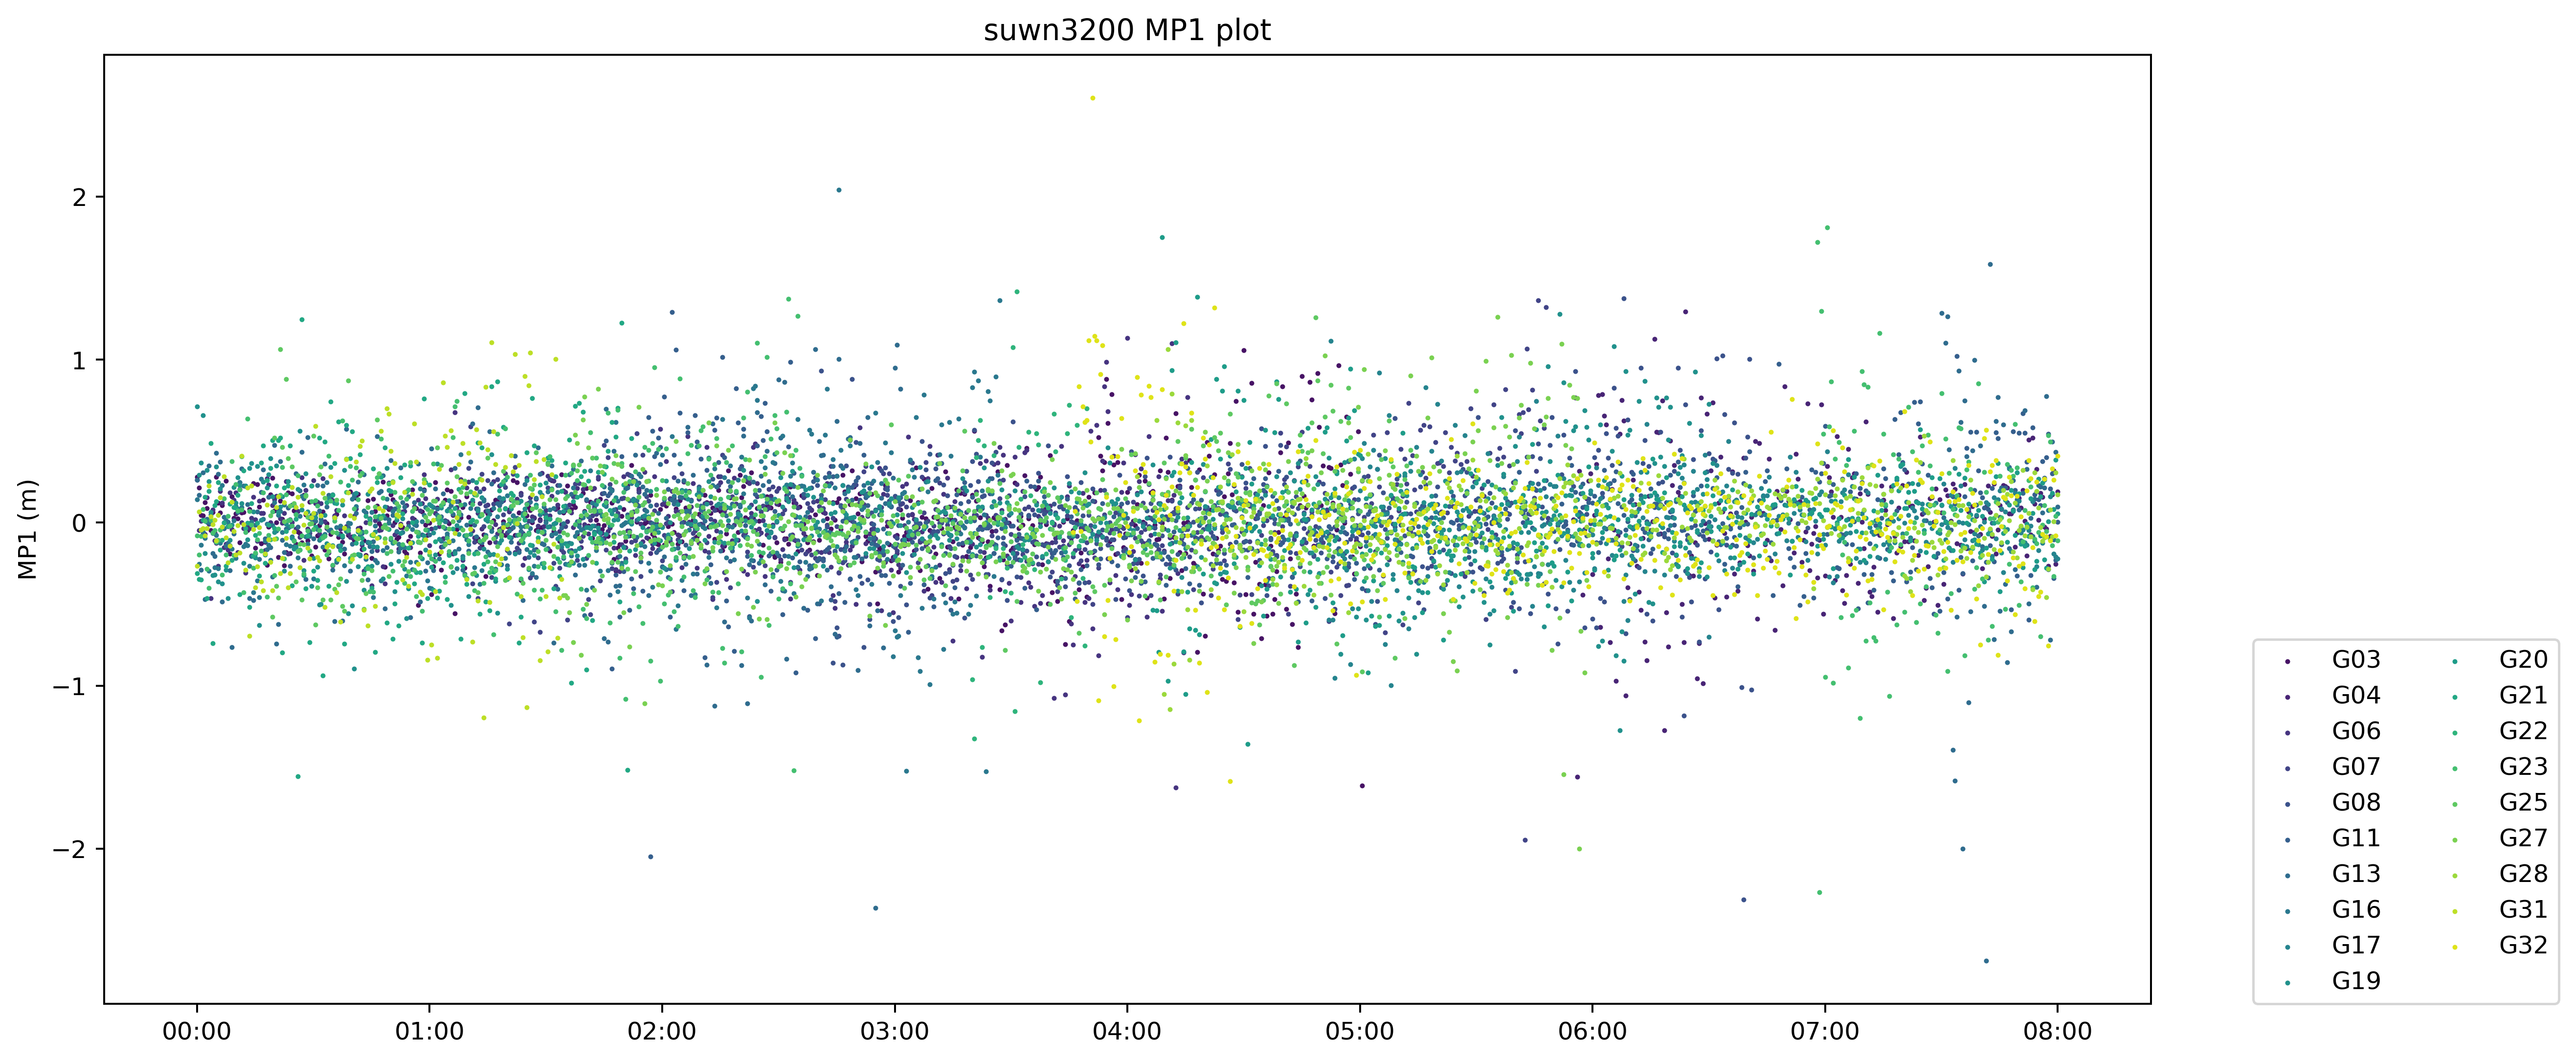 suwn3200 MP1 plot
MP1 (m)
2
1
0
−1
−2
00:00 01:00 02:00 03:00 04:00 05:00 06:00 07:00 08:00
G03 G20
G04 G21
G06 G22
G07 G23
G08 G25
G11 G27
G13 G28
G16 G31
G17 G32
G19